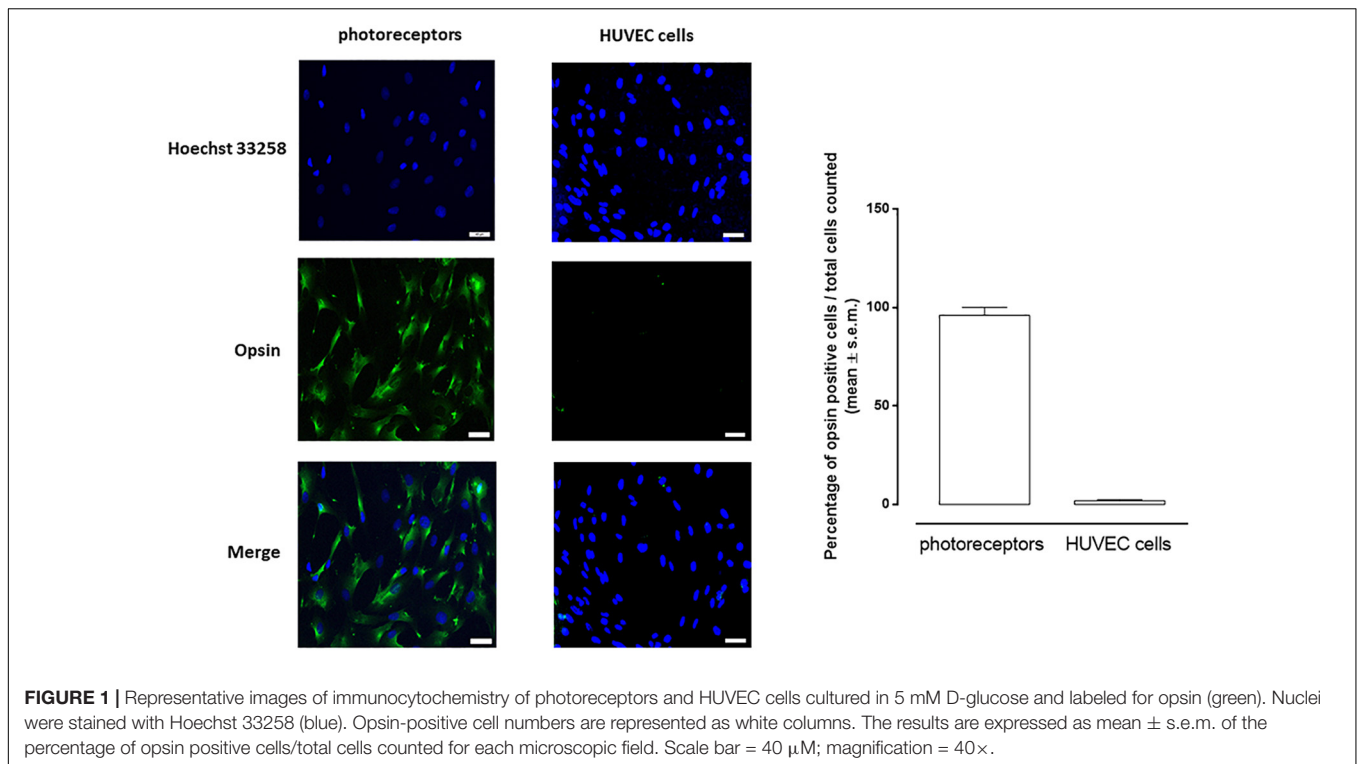 photoreceptors
HUVEC cells
Hoechst 33258
Opsin
Merge
Percentage of opsin positive cells / total cells counted
(mean ± s.e.m.)
150
100
50
0
photoreceptors
HUVEC cells
FIGURE 1 | Representative images of immunocytochemistry of photoreceptors and HUVEC cells cultured in 5 mM D-glucose and labeled for opsin (green). Nuclei
were stained with Hoechst 33258 (blue). Opsin-positive cell numbers are represented as white columns. The results are expressed as mean ± s.e.m. of the
percentage of opsin positive cells/total cells counted for each microscopic field. Scale bar = 40 μM; magnification = 40×.